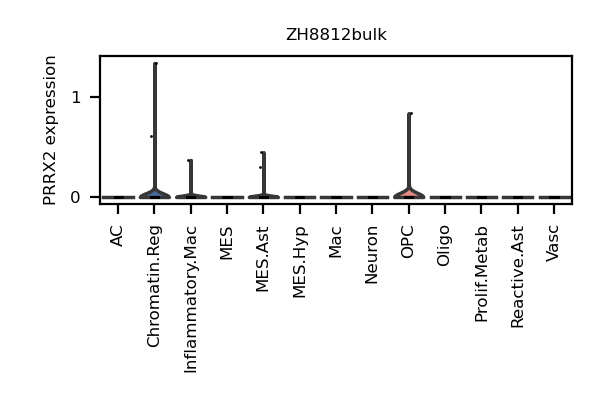 ZH8812bulk
PRRX2 expression
1
0
AC
Chromatin.Reg
Inflammatory.Mac
MES
MES.Ast
MES.Hyp
Mac
Neuron
OPC
Oligo
Prolif.Metab
Reactive.Ast
Vasc